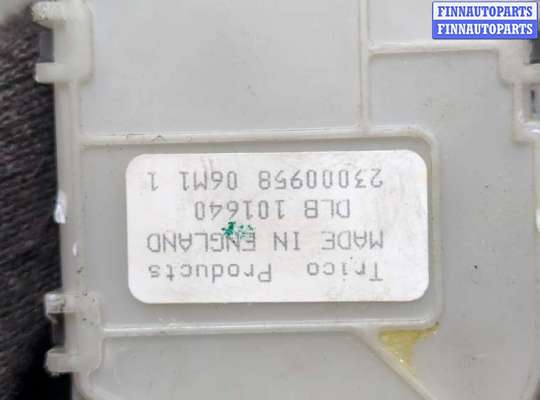 FINNAUTOPARTS
FINNAUTOPARTS
Trico Products
MADE IN ENGLAND
DLB 101640
23000958 06M1 1